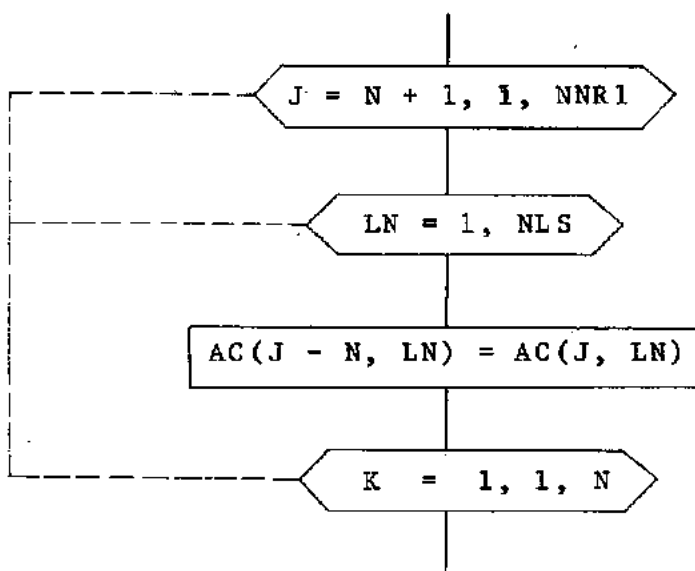 J = N + 1, 1, NNR1
LN = 1, NLS
AC(J - N, LN) = AC(J, LN)
K = 1, 1, N